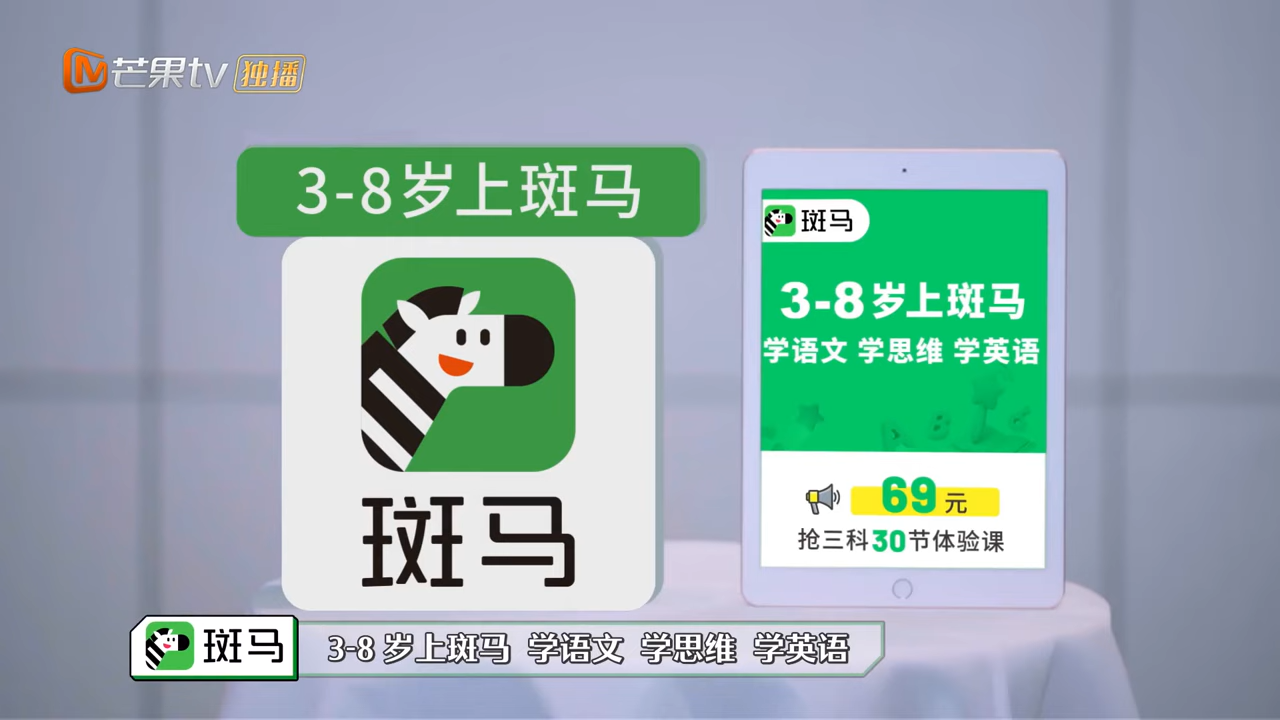 芒果tv 独播
3-8岁上斑马
斑马
斑马
3-8岁上斑马
学语文 学思维 学英语
69元
抢三科30节体验课
斑马 3-8岁上斑马 学语文 学思维 学英语